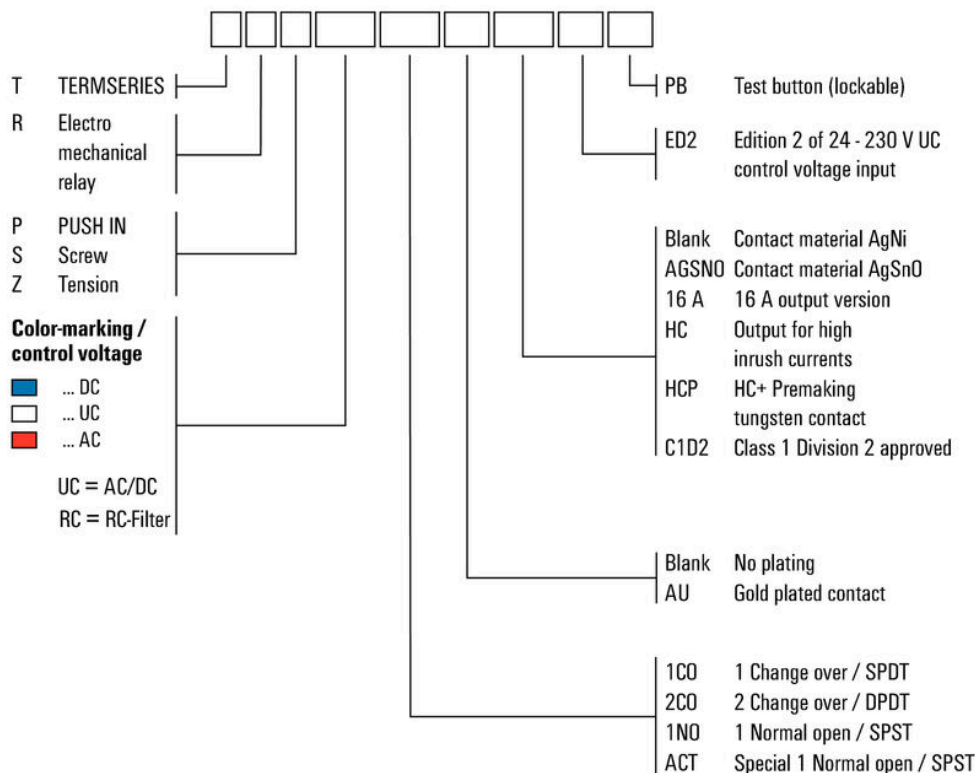 T TERMSERIES
R Electro
mechanical
relay
P PUSH IN
S Screw
Z Tension
Color-marking /
control voltage
... DC
... UC
... AC
UC = AC/DC
RC = RC-Filter
PB Test button (lockable)
ED2 Edition 2 of 24 - 230 V UC
control voltage input
Blank Contact material AgNi
AGSNO Contact material AgSnO
16 A 16 A output version
HC Output for high
inrush currents
HCP HC+ Premaking
tungsten contact
C1D2 Class 1 Division 2 approved
Blank No plating
AU Gold plated contact
1CO 1 Change over / SPDT
2CO 2 Change over / DPDT
1NO 1 Normal open / SPST
ACT Special 1 Normal open / SPST